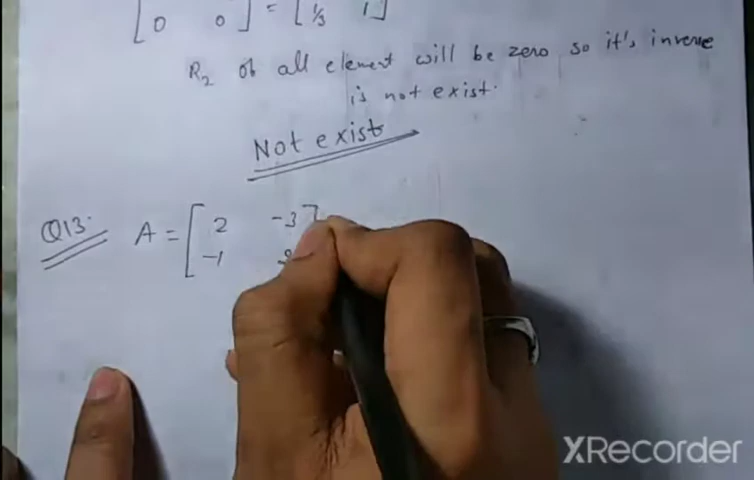 [0 0] = [1/3 1]
R2 of all element will be zero so it's inverse
is not exist.
Not exist
Q13. A = [2 -3
-1
XRecorder